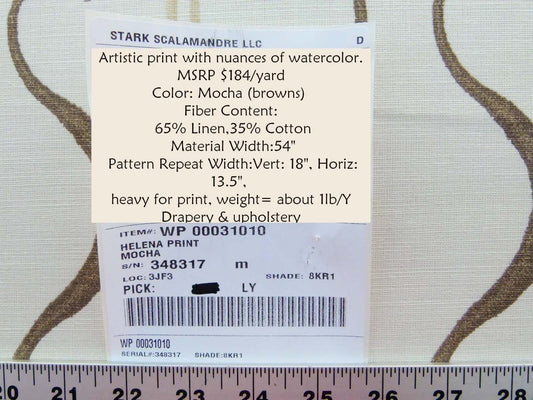 STARK SCALAMANDRE LLC D
Artistic print with nuances of watercolor.
MSRP $184/yard
Color: Mocha (browns)
Fiber Content:
65% Linen,35% Cotton
Material Width:54"
Pattern Repeat Width:Vert: 18", Horiz:
13.5",
heavy for print, weight= about 1lb/Y
Drapery & upholstery
ITEM#: WP 00031010
HELENA PRINT
MOCHA
S/N: 348317 m
LOC: 3JF3 SHADE: 8KR1
PICK: LY
WP 00031010
SERIAL#:348317 SHADE:8KR1
20 21 22 23 24 25 26 27 28